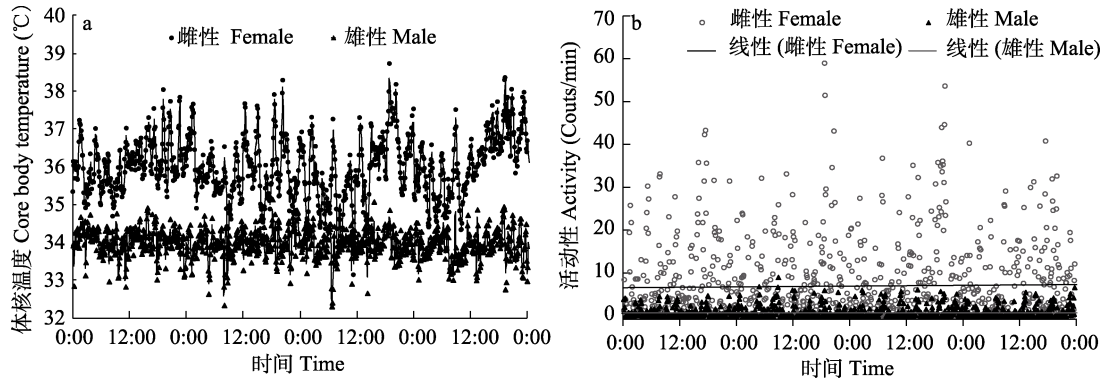 a
雌性 Female
雄性 Male
体核温度 Core body temperature (℃)
40
39
38
37
36
35
34
33
32
0:00 12:00 0:00 12:00 0:00 12:00 0:00 12:00 0:00
时间 Time
b
雌性 Female
雄性 Male
线性 (雌性 Female)
线性 (雄性 Male)
活动性 Activity (Couts/min)
70
60
50
40
30
20
10
0
0:00 12:00 0:00 12:00 0:00 12:00 0:00 12:00 0:00
时间 Time